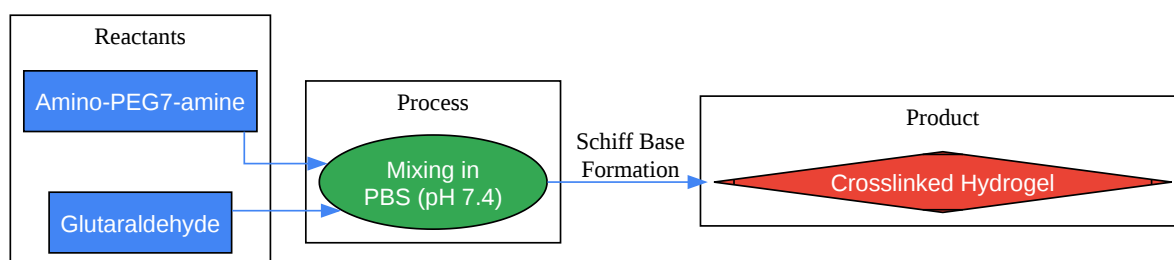 Reactants
Amino-PEG7-amine
Glutaraldehyde
Process
Mixing in
PBS (pH 7.4)
Schiff Base
Formation
Product
Crosslinked Hydrogel